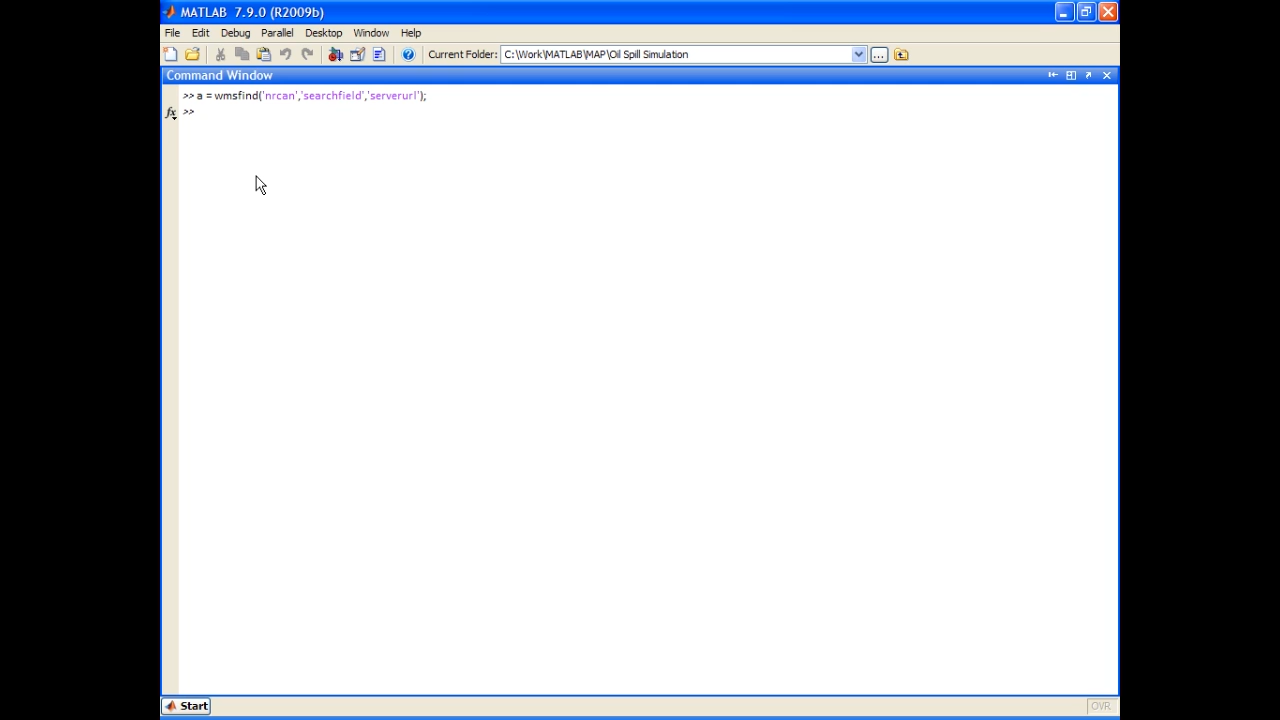 MATLAB 7.9.0 (R2009b)
File Edit Debug Parallel Desktop Window Help
Current Folder: C:\Work\MATLAB\MAP\Oil Spill Simulation ...
Command Window
>> a = wmsfind('nrcan','searchfield','serverurl');
fx >>
Start OVR